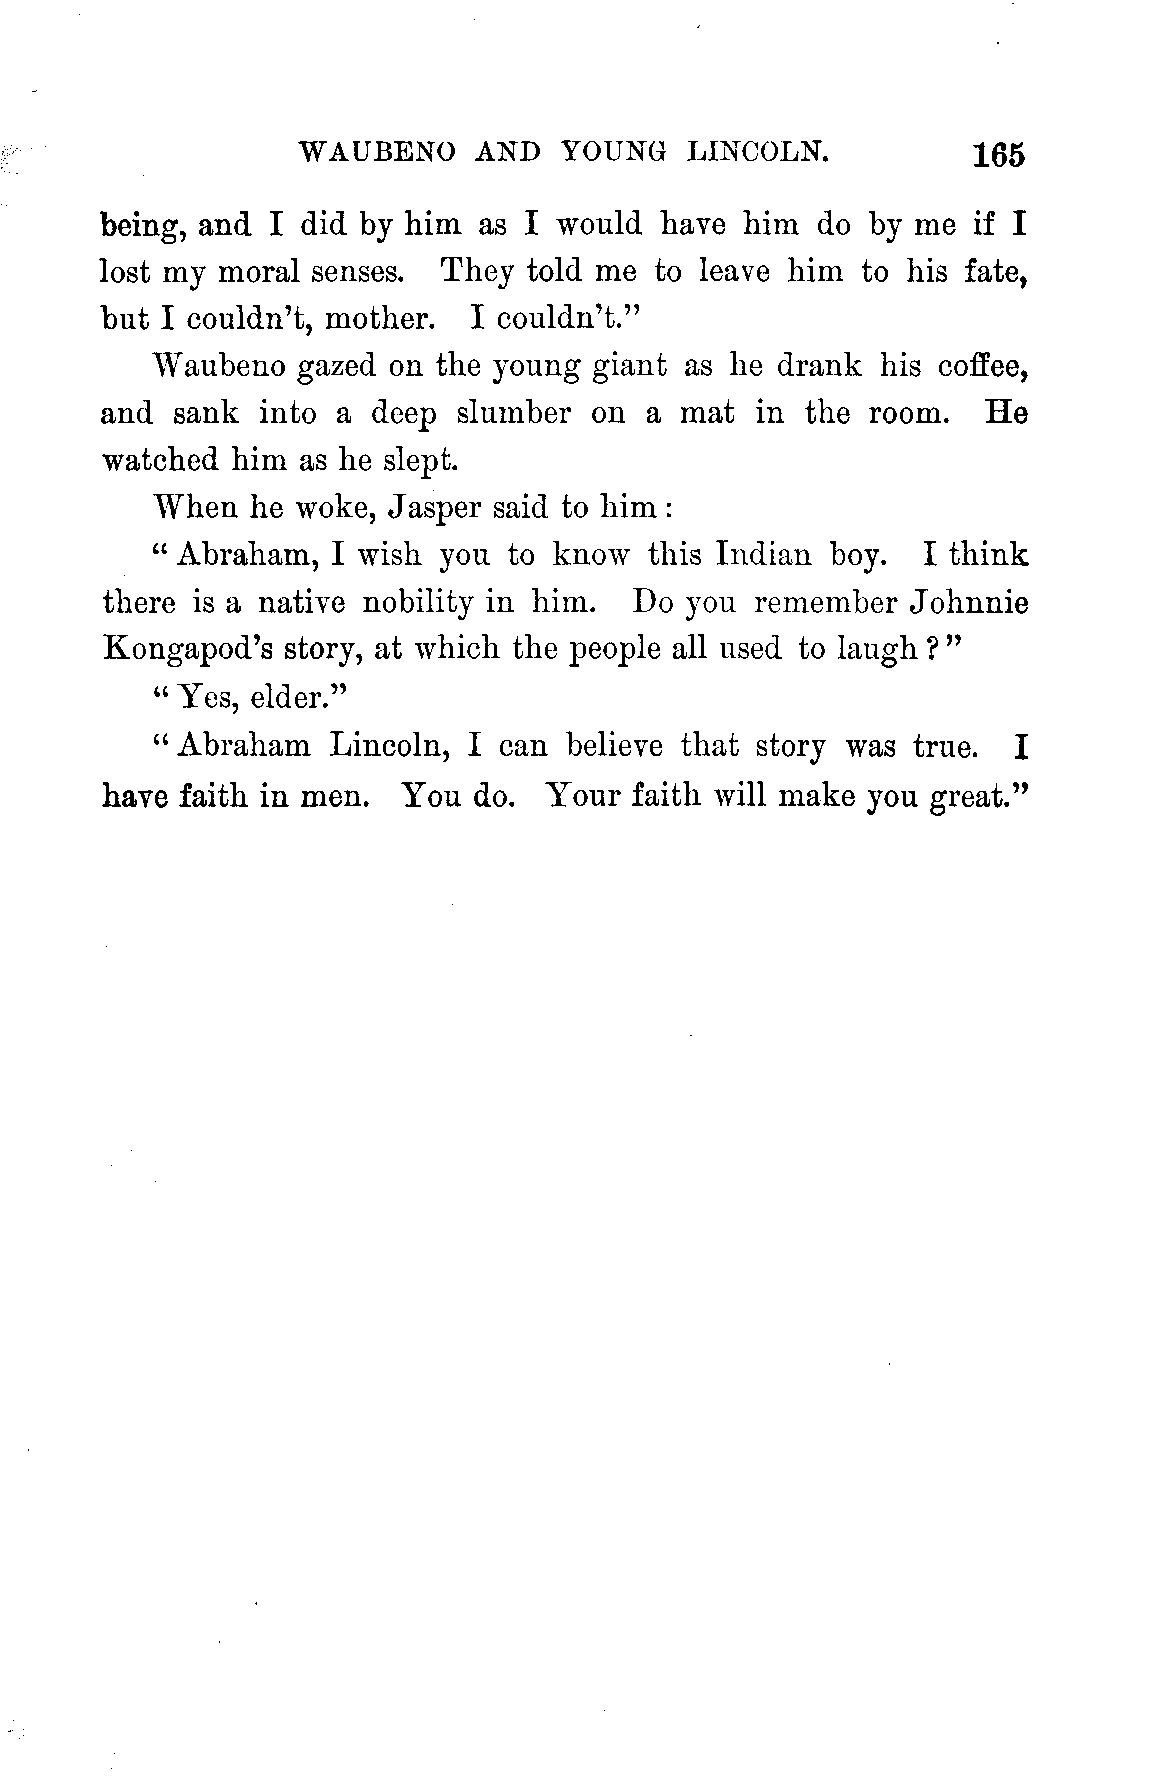 WAUBENO AND YOUNG LINCOLN. 165
being, and I did by him as I would have him do by me if I
lost my moral senses. They told me to leave him to his fate,
but I couldn't, mother. I couldn't."
Waubeno gazed on the young giant as he drank his coffee,
and sank into a deep slumber on a mat in the room. He
watched him as he slept.
When he woke, Jasper said to him :
“ Abraham, I wish you to know this Indian boy. I think
there is a native nobility in him. Do you remember Johnnie
Kongapod's story, at which the people all used to laugh ? ”
“ Yes, elder.”
“ Abraham Lincoln, I can believe that story was true. I
have faith in men. You do. Your faith will make you great.”